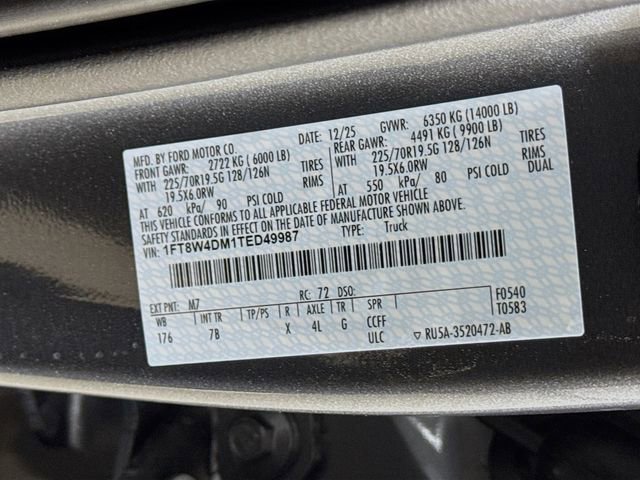 MFD. BY FORD MOTOR CO. DATE: 12/25 GVWR: 6350 KG (14000 LB)
FRONT GAWR: 2722 KG (6000 LB) REAR GAWR: 4491 KG (9900 LB)
WITH 225/70R19.5G 128/126N TIRES WITH 225/70R19.5G 128/126N TIRES
19.5X6.0RW RIMS 19.5X6.0RW RIMS
AT 620 kPa/ 90 PSI COLD AT 550 kPa/ 80 PSI COLD DUAL
THIS VEHICLE CONFORMS TO ALL APPLICABLE FEDERAL MOTOR VEHICLE
SAFETY STANDARDS IN EFFECT ON THE DATE OF MANUFACTURE SHOWN ABOVE.
VIN: 1FT8W4DM1TED49987 TYPE: Truck
EXT PNT: M7 RC: 72 DSO: F0540
WB INT TR TP/PS R AXLE TR SPR T0583
176 7B X 4L G CCFF
ULC ▽ RU5A-3520472-AB